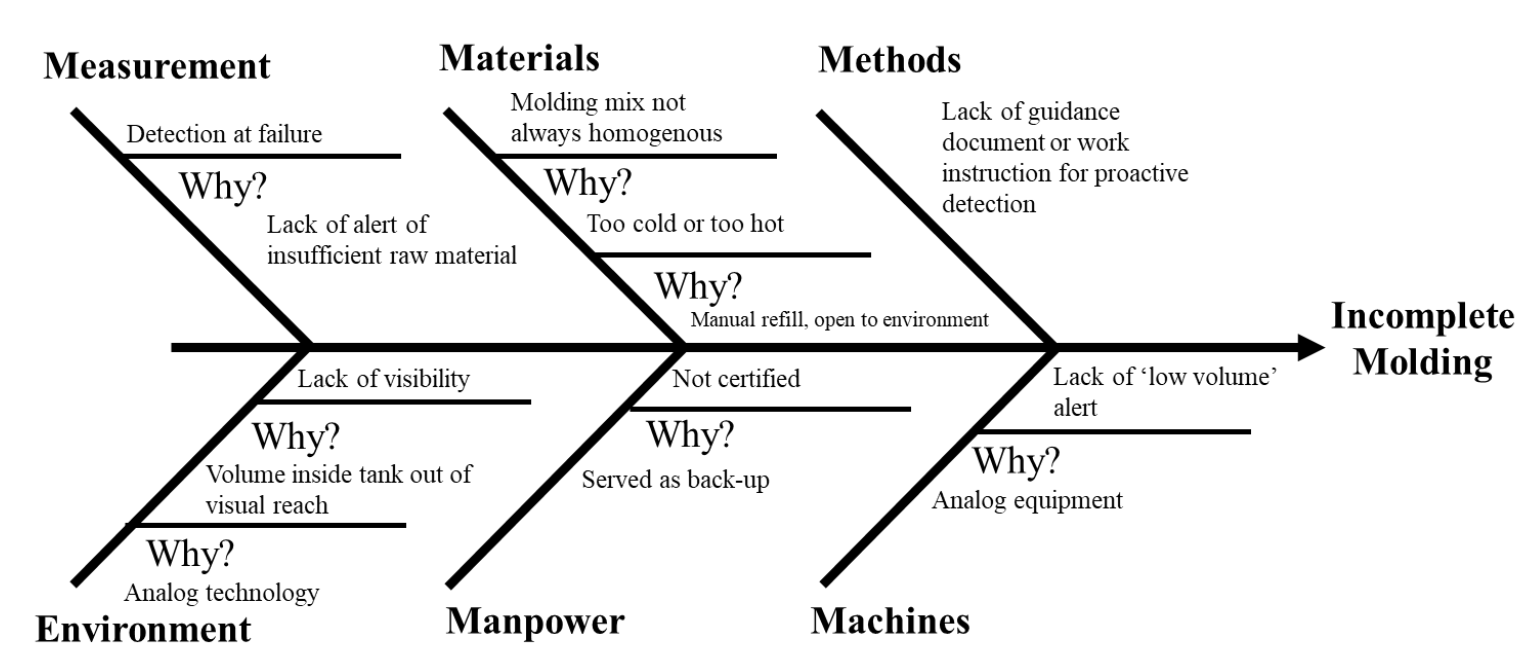 Measurement
Detection at failure
Why?
Lack of alert of
insufficient raw material
Materials
Molding mix not
always homogenous
Why?
Too cold or too hot
Why?
Manual refill, open to environment
Methods
Lack of guidance
document or work
instruction for proactive
detection
Incomplete
Molding
Lack of visibility
Why?
Volume inside tank out of
visual reach
Why?
Analog technology
Environment
Not certified
Why?
Served as back-up
Manpower
Lack of ‘low volume’
alert
Why?
Analog equipment
Machines